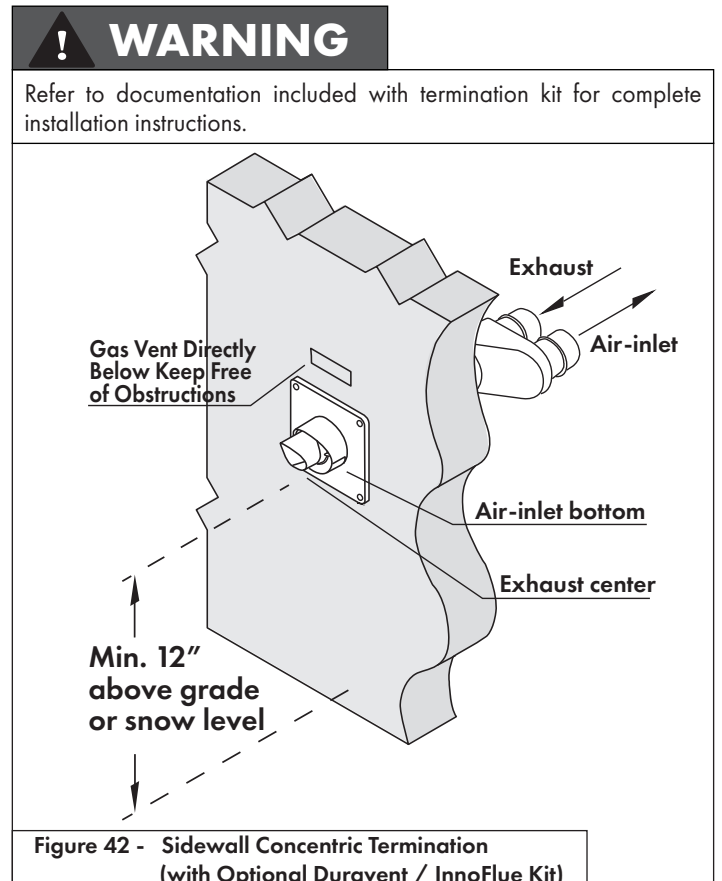 WARNING
Refer to documentation included with termination kit for complete
installation instructions.
Exhaust
Air-inlet
Gas Vent Directly
Below Keep Free
of Obstructions
Air-inlet bottom
Exhaust center
Min. 12"
above grade
or snow level
Figure 42 - Sidewall Concentric Termination
(with Optional Duravent / InnoFlue Kit)